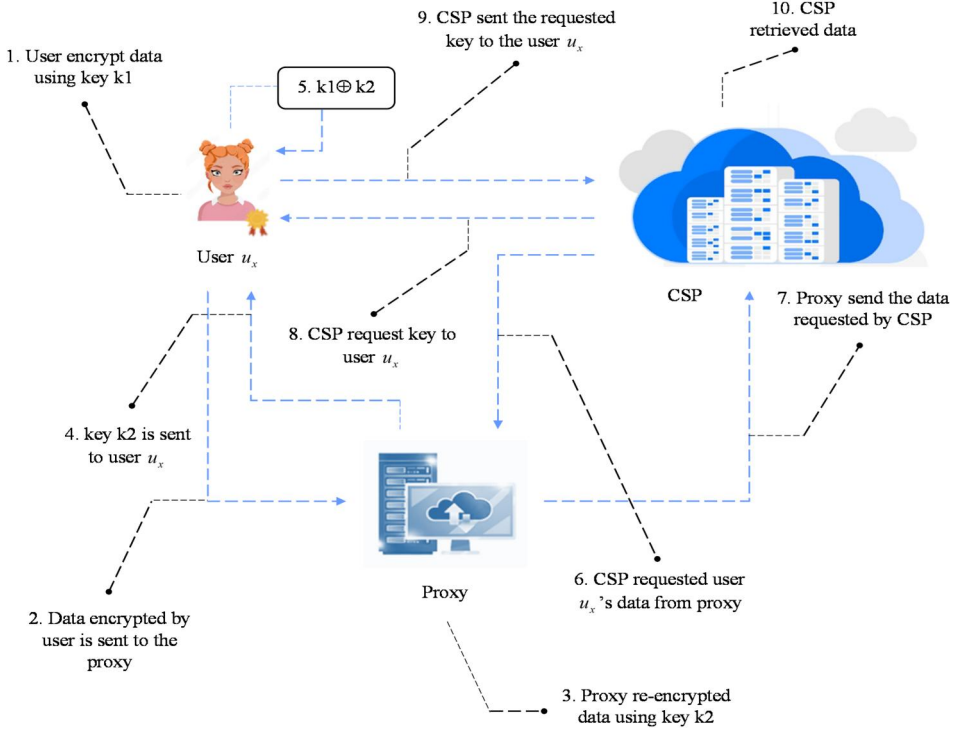 1. User encrypt data
using key k1
5. k1⊕ k2
9. CSP sent the requested
key to the user uₓ
10. CSP
retrieved data
User uₓ
CSP
8. CSP request key to
user uₓ
7. Proxy send the data
requested by CSP
4. key k2 is sent
to user uₓ
Proxy
2. Data encrypted by
user is sent to the
proxy
6. CSP requested user
uₓ’s data from proxy
3. Proxy re-encrypted
data using key k2